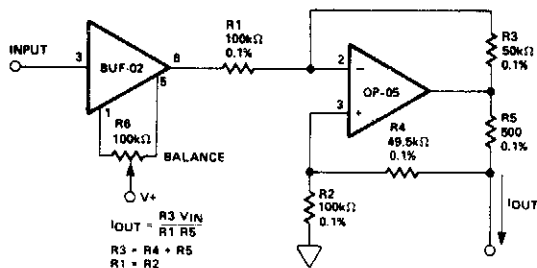 INPUT
3
BUF-02
6
5
1
R6
100kΩ
BALANCE
V+
R1
100kΩ
0.1%
2
−
OP-05
3
+
R3
50kΩ
0.1%
R5
500
0.1%
R4
49.5kΩ
0.1%
R2
100kΩ
0.1%
IOUT
IOUT = R3 VIN
R1 R5
R3 = R4 + R5
R1 = R2